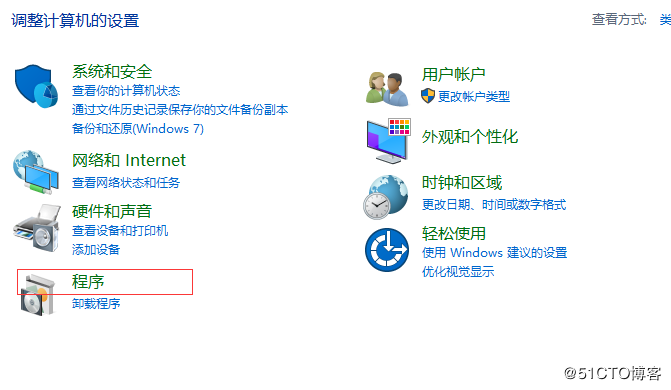 调整计算机的设置
查看方式: 类
系统和安全
查看你的计算机状态
通过文件历史记录保存你的文件备份副本
备份和还原(Windows 7)
网络和 Internet
查看网络状态和任务
硬件和声音
查看设备和打印机
添加设备
程序
卸载程序
用户帐户
更改帐户类型
外观和个性化
时钟和区域
更改日期、时间或数字格式
轻松使用
使用 Windows 建议的设置
优化视觉显示
@51CTO博客